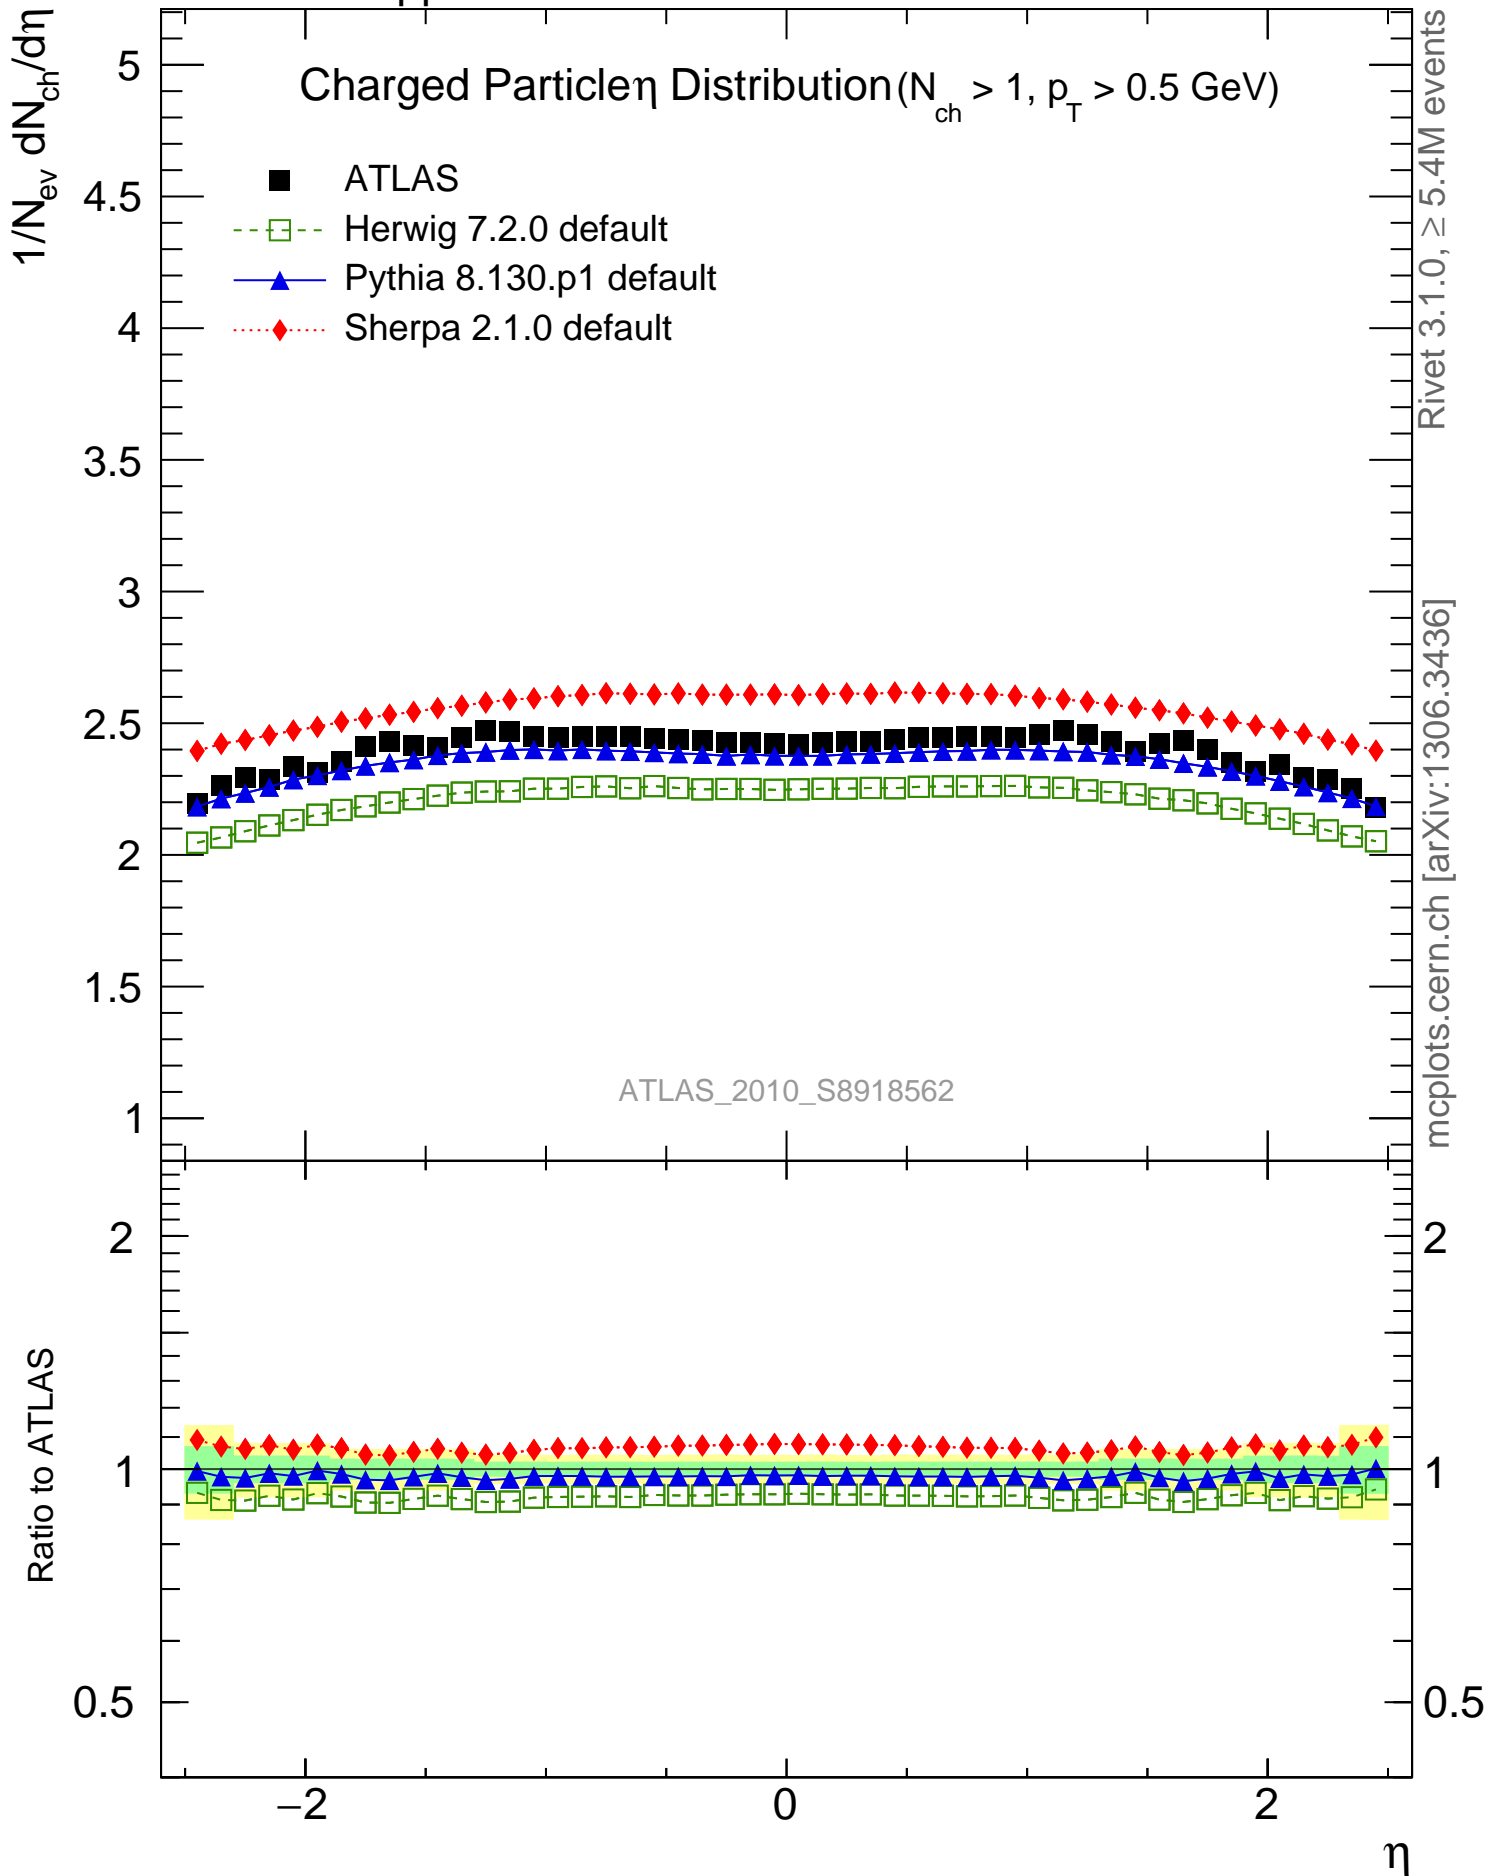 pp
1/N_ev dN_ch/dη
Charged Particleη Distribution(N_ch > 1, p_T > 0.5 GeV)
ATLAS
Herwig 7.2.0 default
Pythia 8.130.p1 default
Sherpa 2.1.0 default
5
4.5
4
3.5
3
2.5
2
1.5
1
ATLAS_2010_S8918562
Rivet 3.1.0, ≥ 5.4M events
mcplots.cern.ch [arXiv:1306.3436]
Ratio to ATLAS
2
1
0.5
2
1
0.5
−2
0
2
η